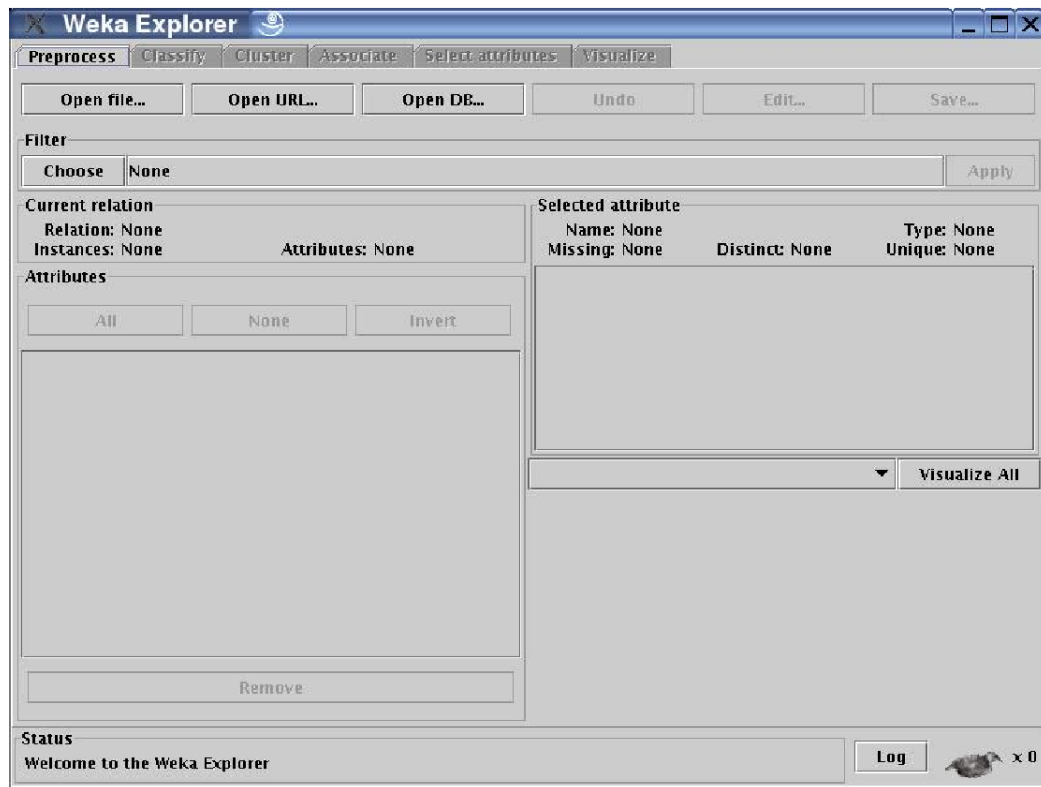 Weka Explorer
Preprocess Classify Cluster Associate Select attributes Visualize
Open file... Open URL... Open DB... Undo Edit... Save...
Filter
Choose None Apply
Current relation
Relation: None
Instances: None Attributes: None
Selected attribute
Name: None Type: None
Missing: None Distinct: None Unique: None
Attributes
All None Invert
Visualize All
Remove
Status
Welcome to the Weka Explorer
Log x 0